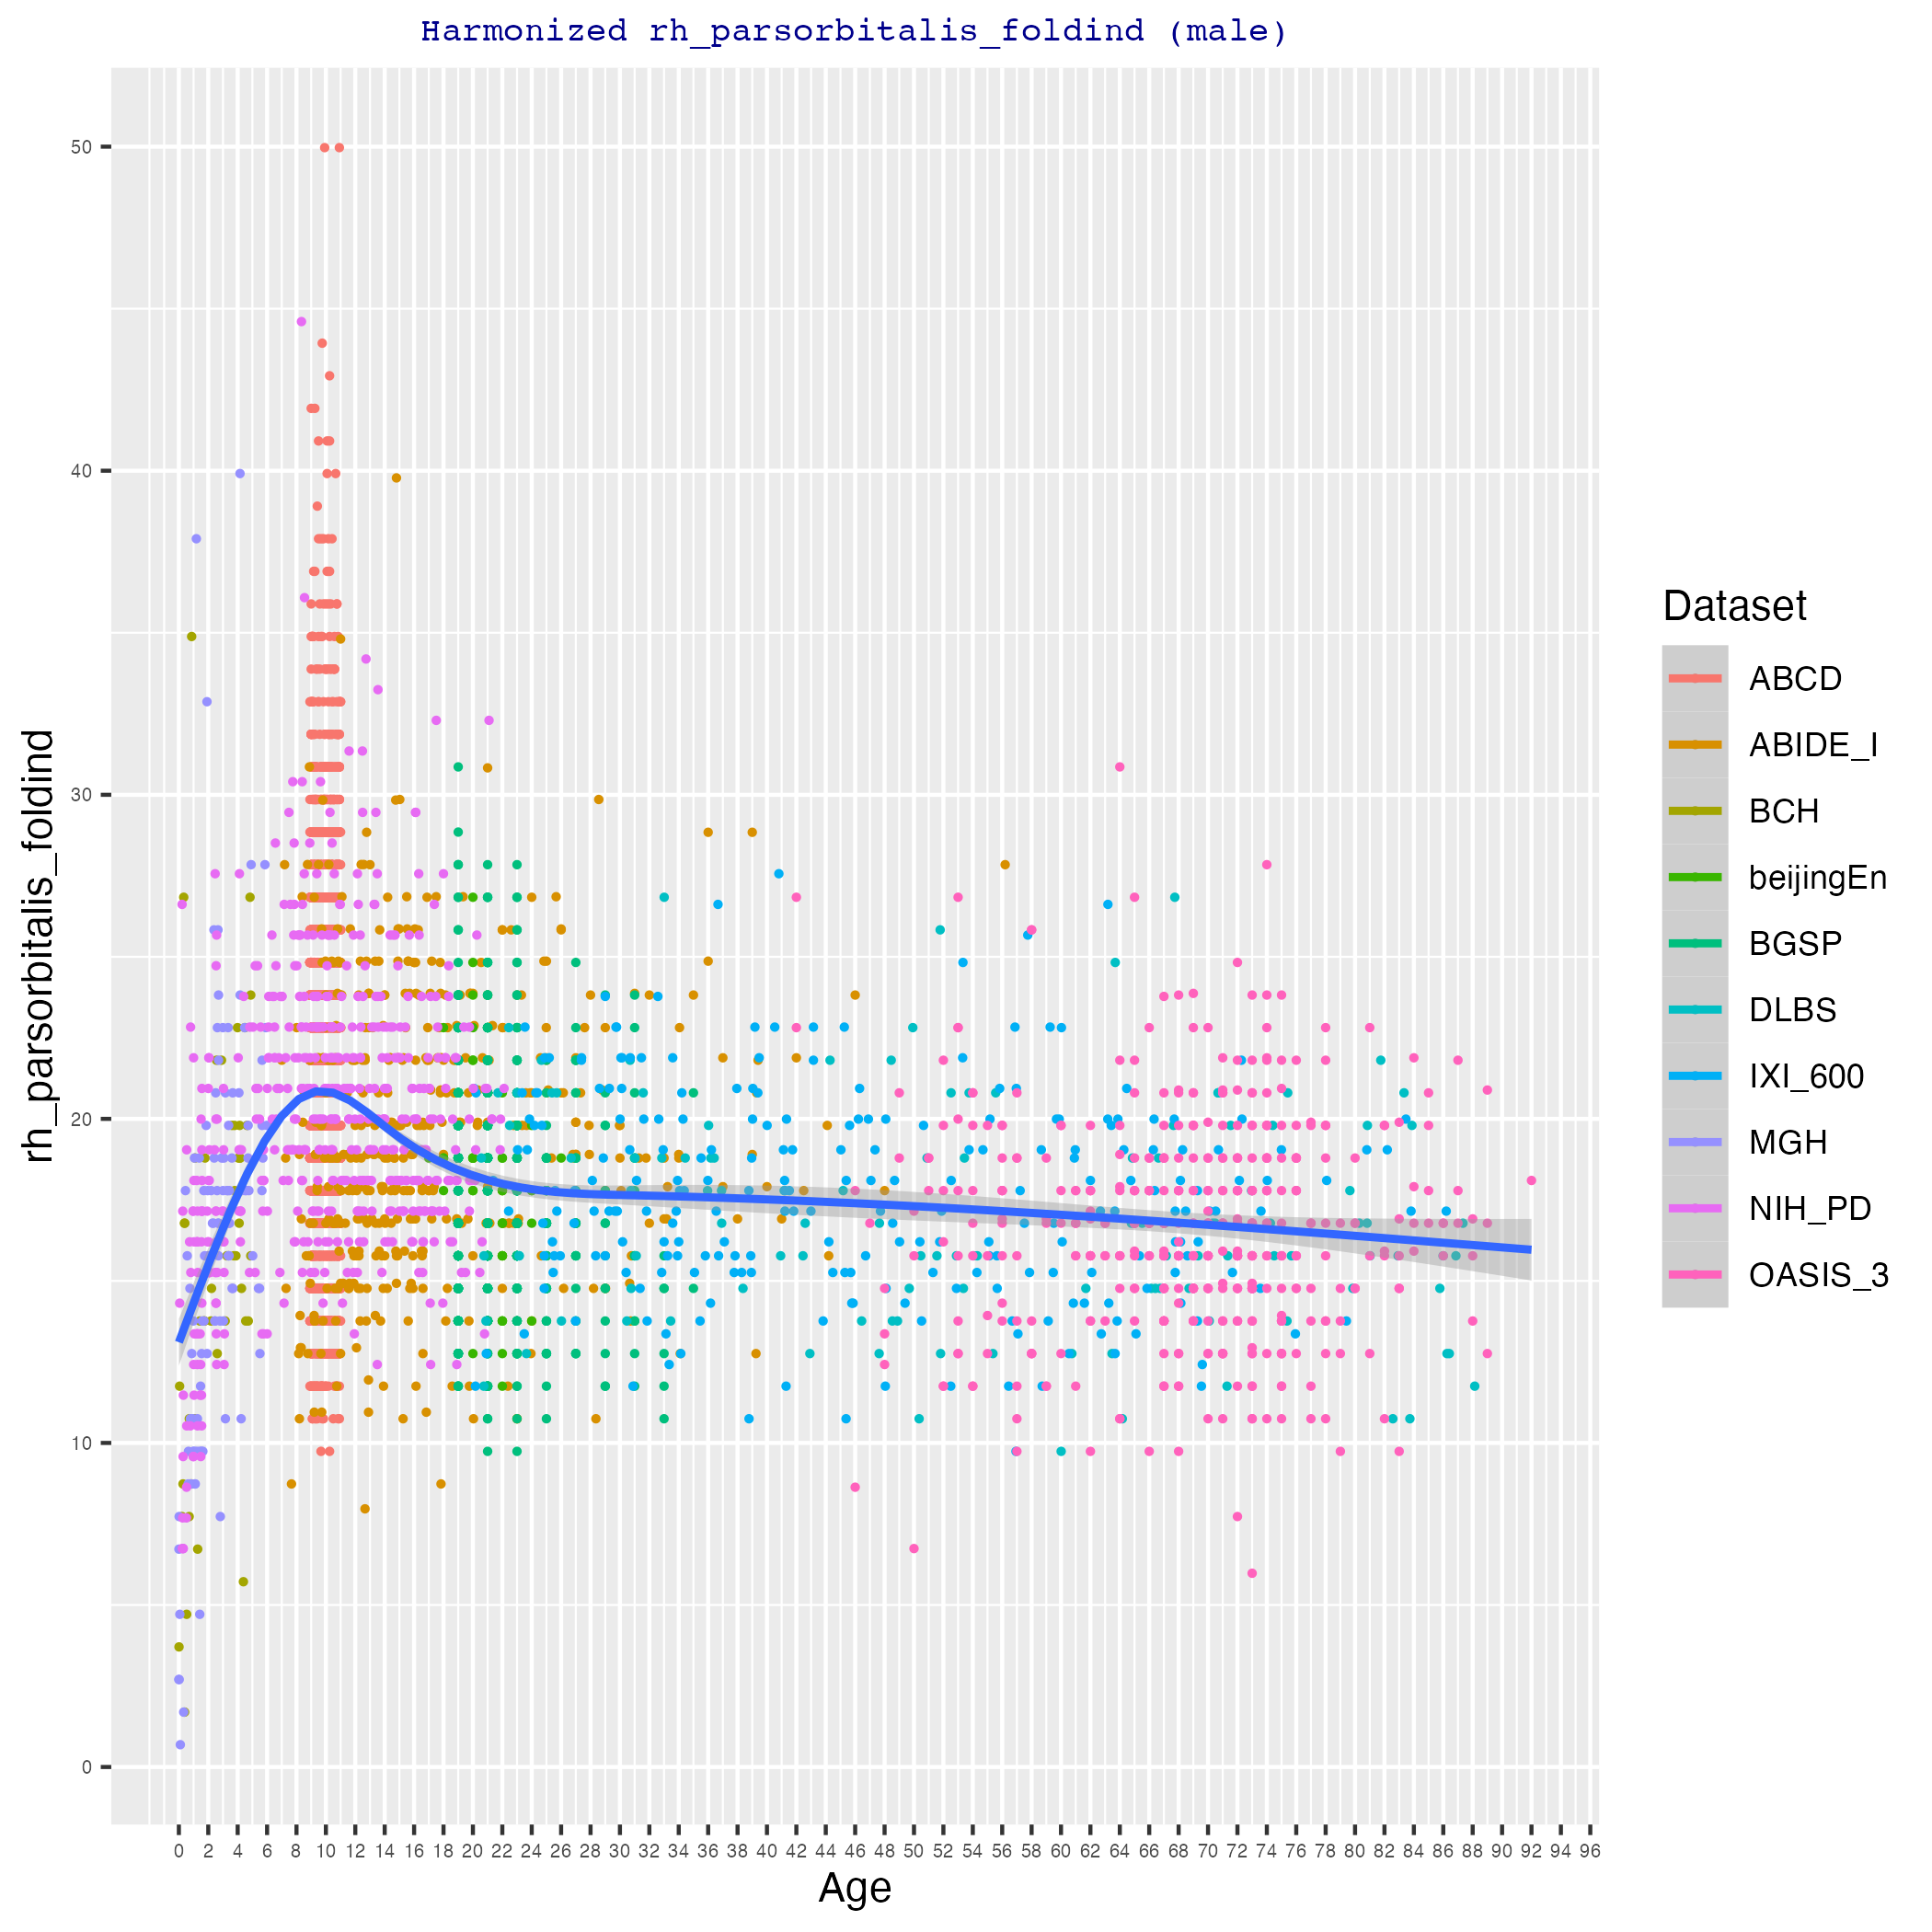 Harmonized rh_parsorbitalis_foldind (male)
rh_parsorbitalis_foldind
50
40
30
20
10
0
0 2 4 6 8 10 12 14 16 18 20 22 24 26 28 30 32 34 36 38 40 42 44 46 48 50 52 54 56 58 60 62 64 66 68 70 72 74 76 78 80 82 84 86 88 90 92 94 96
Age
Dataset
ABCD
ABIDE_I
BCH
beijingEn
BGSP
DLBS
IXI_600
MGH
NIH_PD
OASIS_3